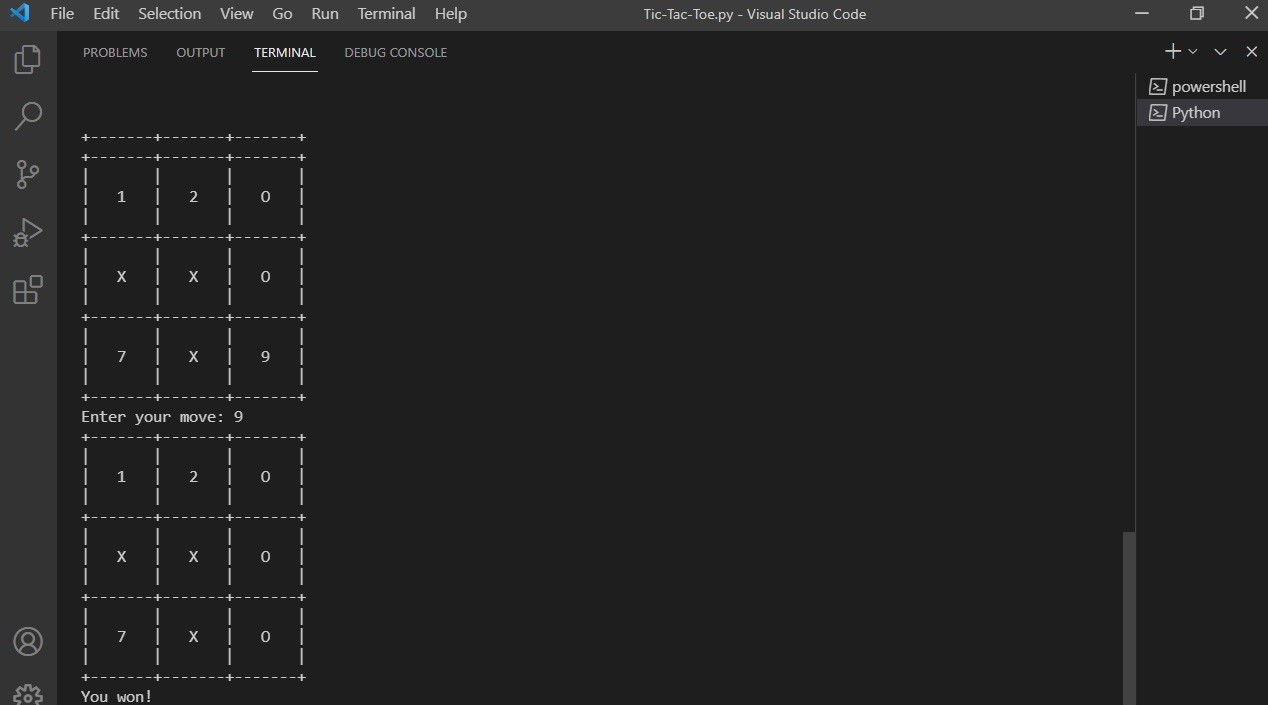 File Edit Selection View Go Run Terminal Help Tic-Tac-Toe.py - Visual Studio Code
PROBLEMS OUTPUT TERMINAL DEBUG CONSOLE
powershell
Python
+-------+-------+-------+
+-------+-------+-------+
|       |       |       |
|   1   |   2   |   O   |
|       |       |       |
+-------+-------+-------+
|       |       |       |
|   X   |   X   |   O   |
|       |       |       |
+-------+-------+-------+
|       |       |       |
|   7   |   X   |   9   |
|       |       |       |
+-------+-------+-------+
Enter your move: 9
+-------+-------+-------+
|       |       |       |
|   1   |   2   |   O   |
|       |       |       |
+-------+-------+-------+
|       |       |       |
|   X   |   X   |   O   |
|       |       |       |
+-------+-------+-------+
|       |       |       |
|   7   |   X   |   O   |
|       |       |       |
+-------+-------+-------+
You won!